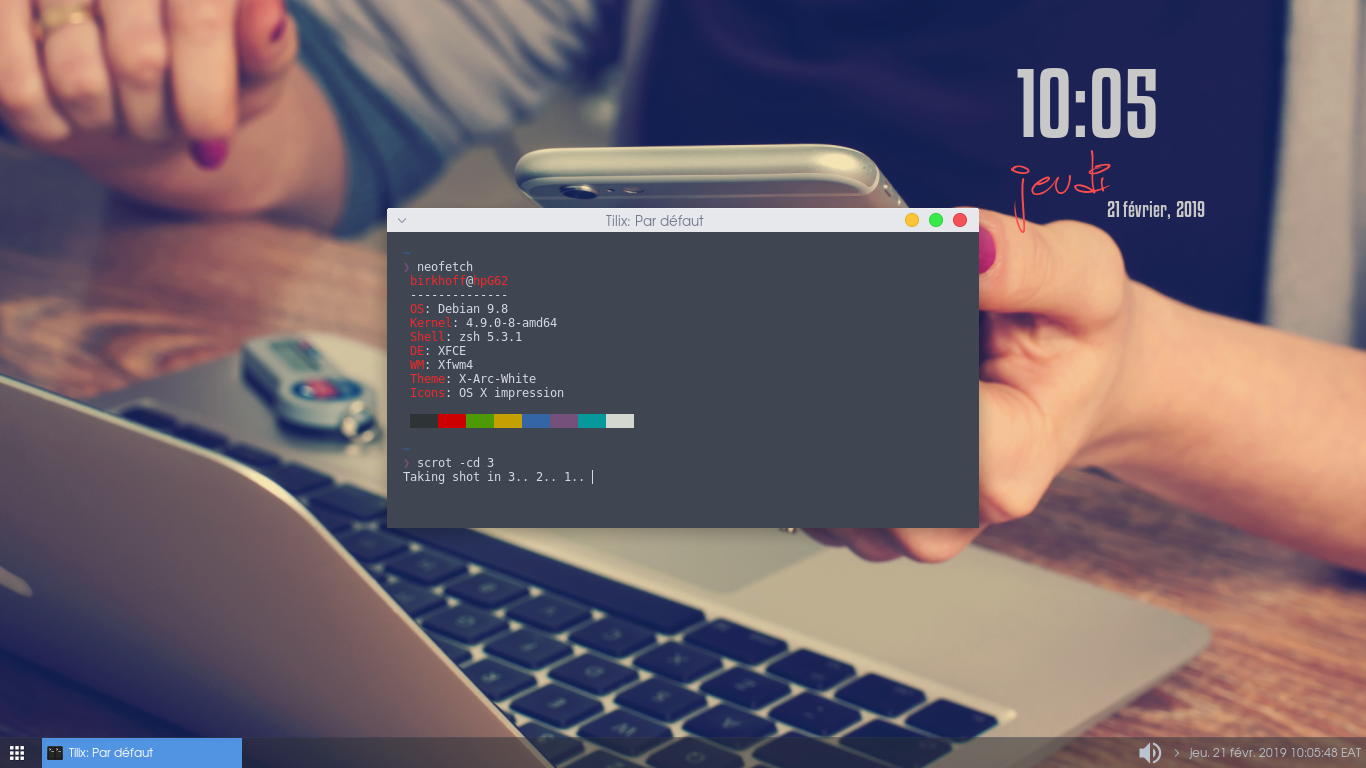 10:05
jeudi
21 février, 2019
Tilix: Par défaut
~
❯ neofetch
birkhoff@hpG62
--------------
OS: Debian 9.8
Kernel: 4.9.0-8-amd64
Shell: zsh 5.3.1
DE: XFCE
WM: Xfwm4
Theme: X-Arc-White
Icons: OS X impression
~
❯ scrot -cd 3
Taking shot in 3.. 2.. 1..
Tilix: Par défaut
jeu. 21 févr. 2019 10:05:48 EAT